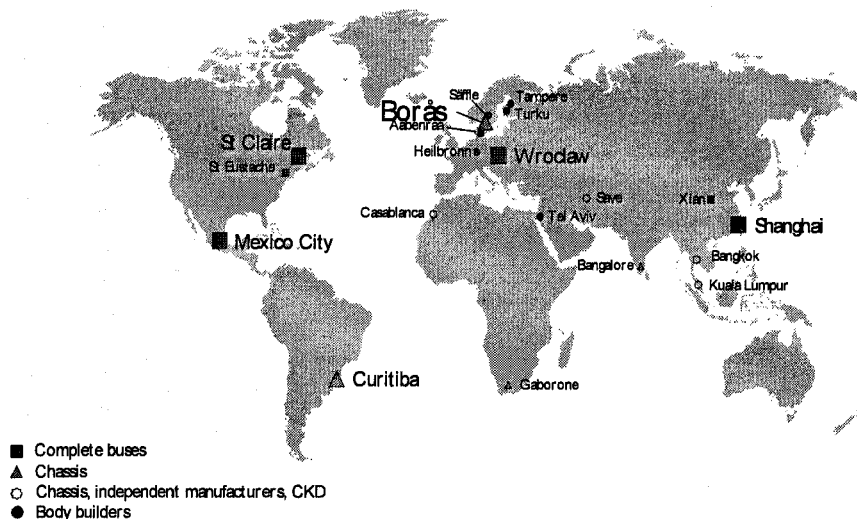 Säffle
Tampere
Borås
Turku
Aabenraa
St. Claire
Heilbronn
Wroclaw
St. Eustache
Save
Xian
Casablanca
Tel Aviv
Shanghai
Mexico City
Bangkok
Bangalore
Kuala Lumpur
Curitiba
Gaborone
Complete buses
Chassis
Chassis, independent manufacturers, CKD
Body builders